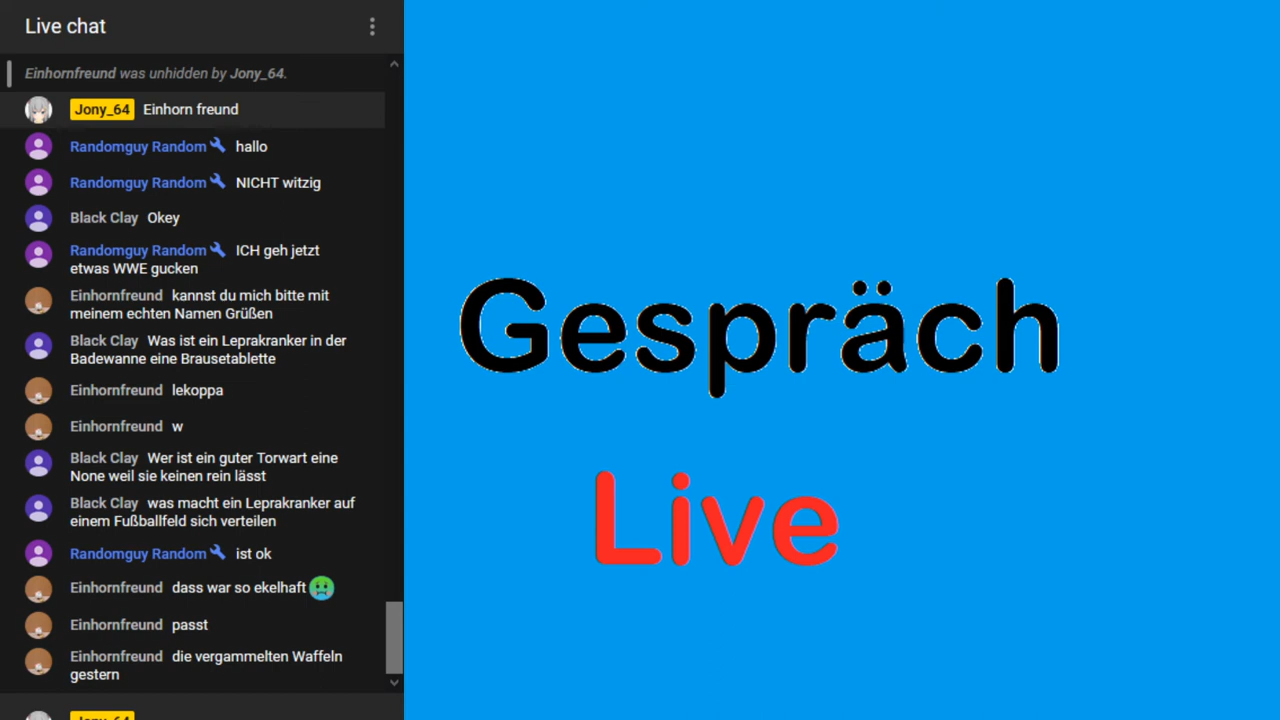 Live chat
Einhornfreund was unhidden by Jony_64.
Jony_64 Einhorn freund
Randomguy Random hallo
Randomguy Random NICHT witzig
Black Clay Okey
Randomguy Random ICH geh jetzt
etwas WWE gucken
Einhornfreund kannst du mich bitte mit
meinem echten Namen Grüßen
Black Clay Was ist ein Leprakranker in der
Badewanne eine Brausetablette
Einhornfreund lekoppa
Einhornfreund w
Black Clay Wer ist ein guter Torwart eine
None weil sie keinen rein lässt
Black Clay was macht ein Leprakranker auf
einem Fußballfeld sich verteilen
Randomguy Random ist ok
Einhornfreund dass war so ekelhaft
Einhornfreund passt
Einhornfreund die vergammelten Waffeln
gestern
Jony_64
Gespräch
Live